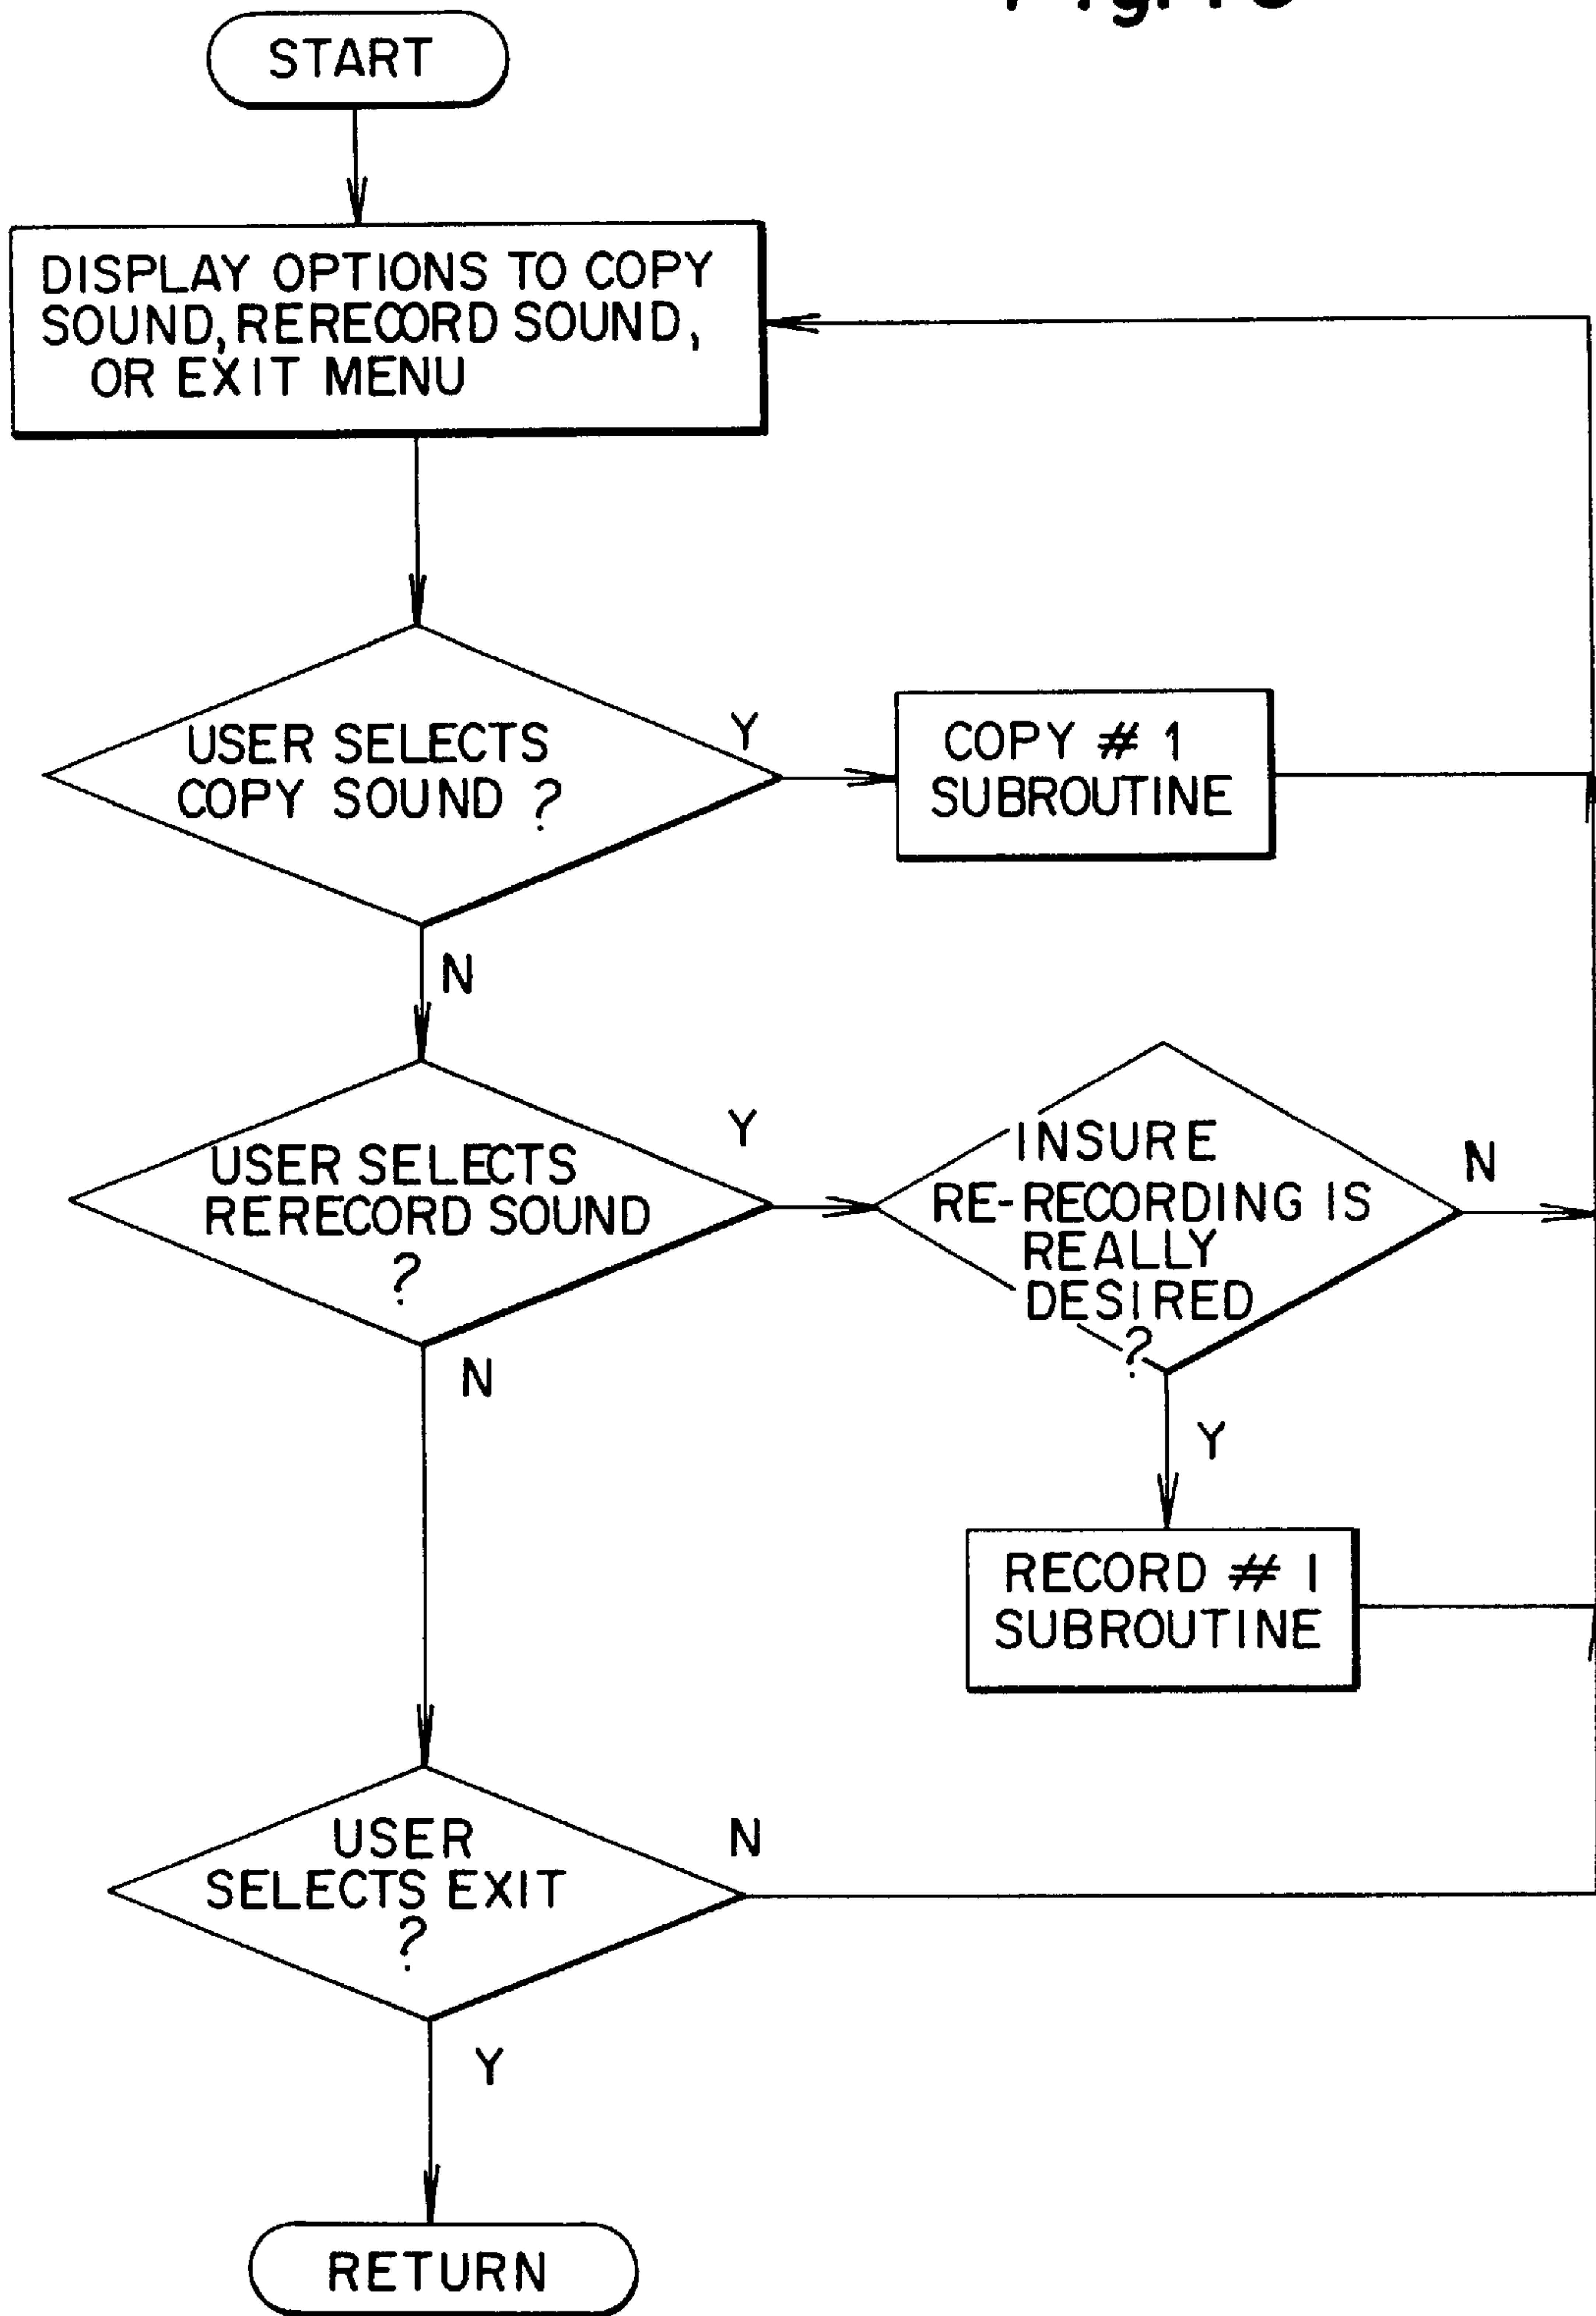 START
DISPLAY OPTIONS TO COPY
SOUND, RERECORD SOUND,
OR EXIT MENU
USER SELECTS
COPY SOUND ?
Y
COPY # 1
SUBROUTINE
N
USER SELECTS
RERECORD SOUND
?
Y
INSURE
RE-RECORDING IS
REALLY
DESIRED
?
N
N
Y
RECORD # 1
SUBROUTINE
USER
SELECTS EXIT
?
N
Y
RETURN